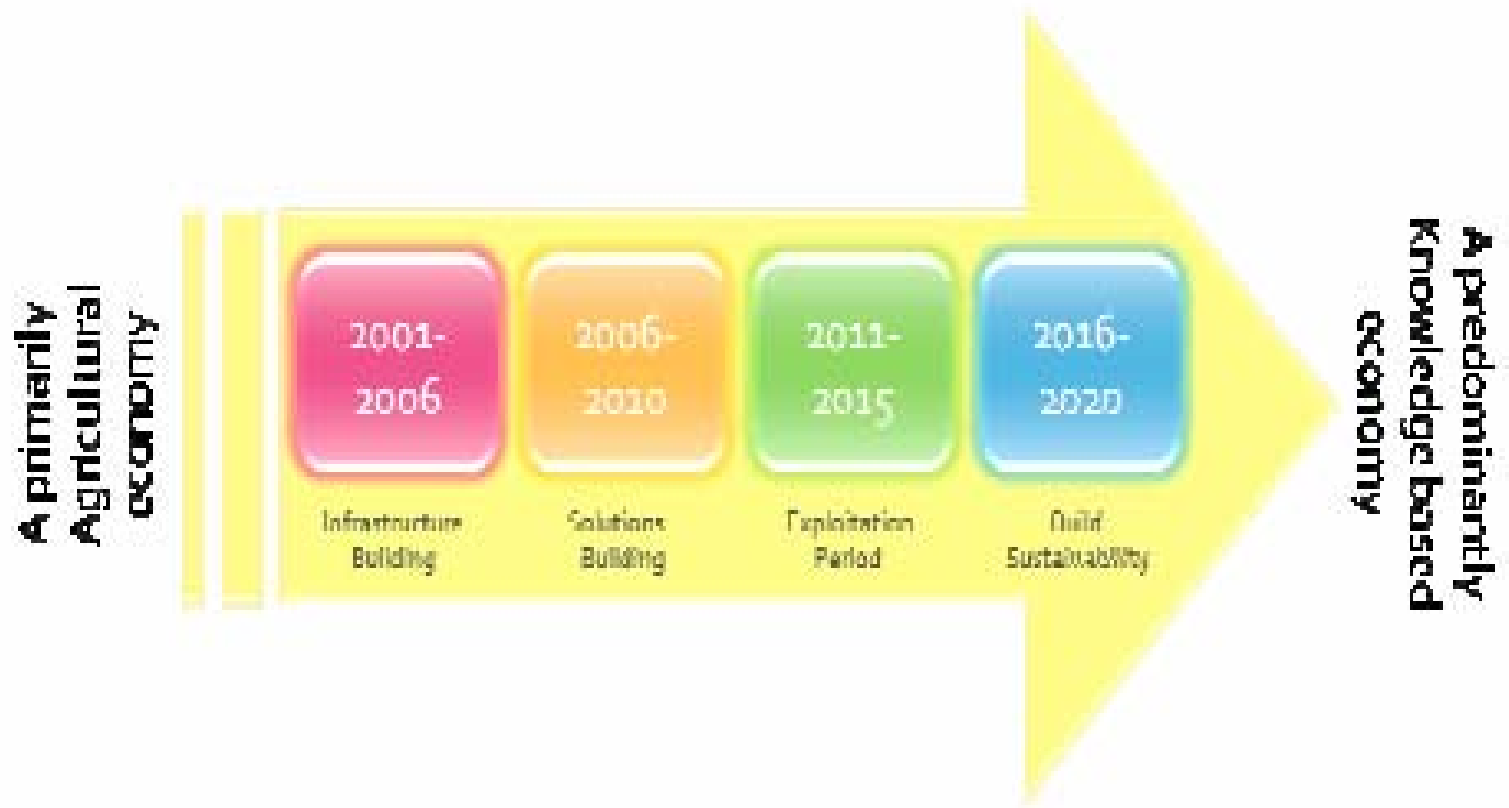 A primarily
Agricultural
economy
2001-
2006
Infrastructure
Building
2006-
2010
Solutions
Building
2011-
2015
Exploitation
Period
2016-
2020
Build
Sustainability
A predominantly
Knowledge based
economy